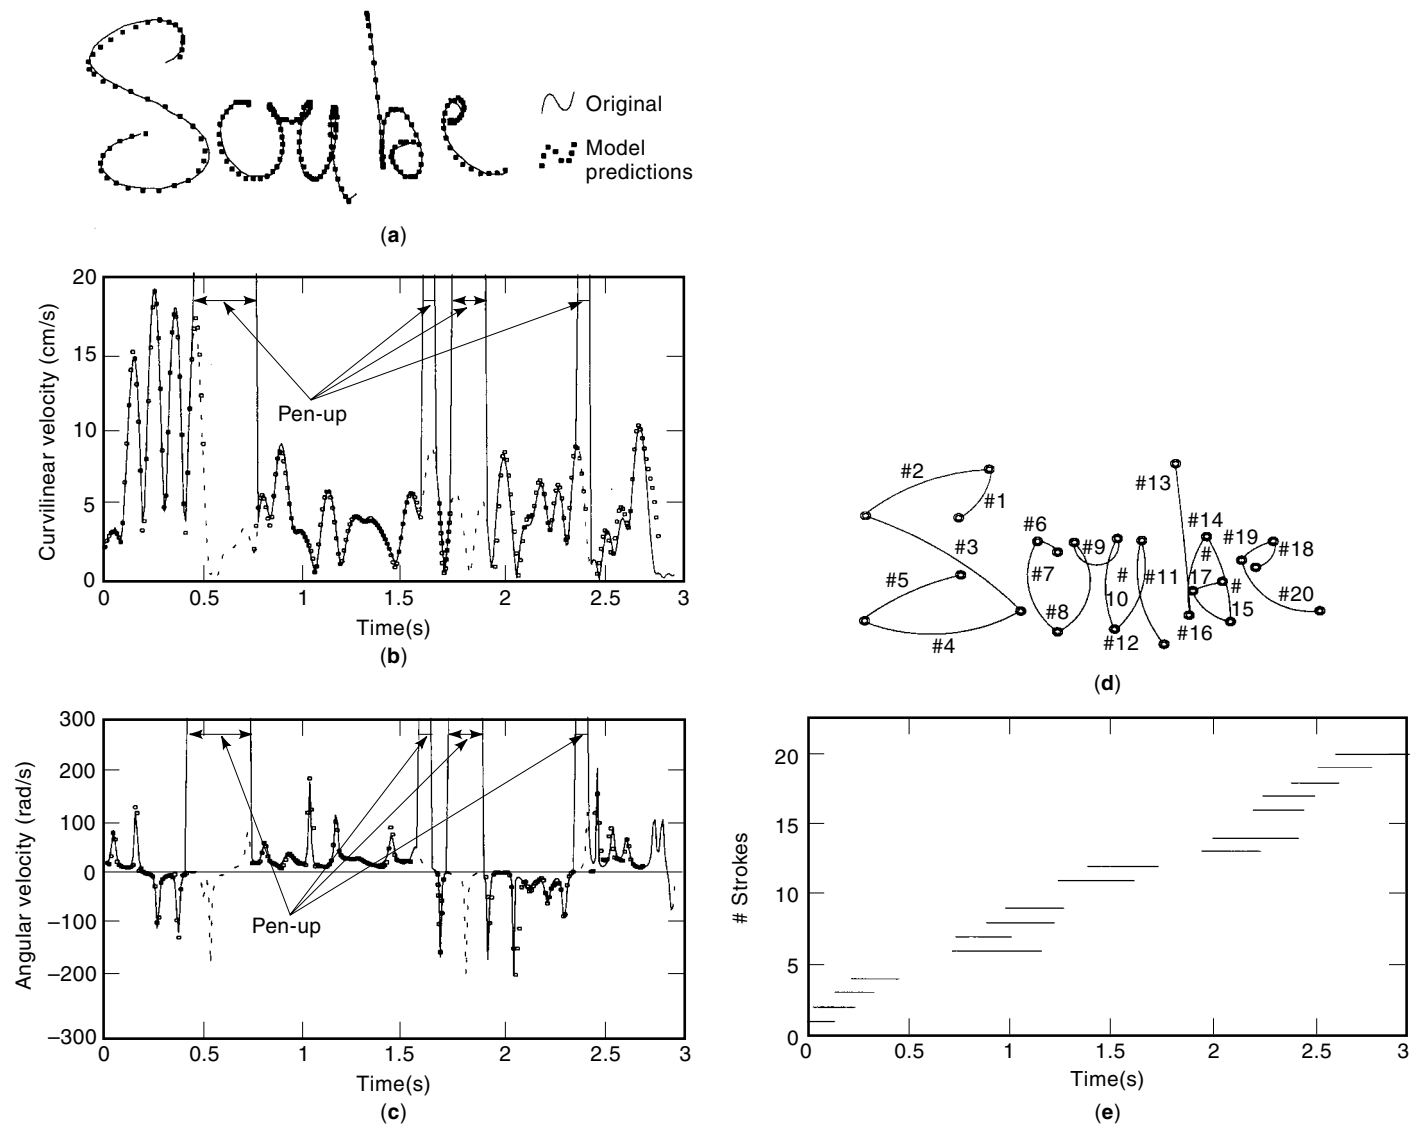 Original
Model
predictions
(a)
20
15
10
5
0
0 0.5 1 1.5 2 2.5 3
Curvilinear velocity (cm/s)
Pen-up
Time(s)
(b)
#2
#1
#3
#5
#4
#6
#7
#8
#9
#
10
#11
#12
#13
#14
#
17
#
15
#16
#19
#18
#20
(d)
300
200
100
0
−100
−200
−300
0 0.5 1 1.5 2 2.5 3
Angular velocity (rad/s)
Pen-up
Time(s)
(c)
20
15
10
5
0
0 0.5 1 1.5 2 2.5 3
# Strokes
Time(s)
(e)